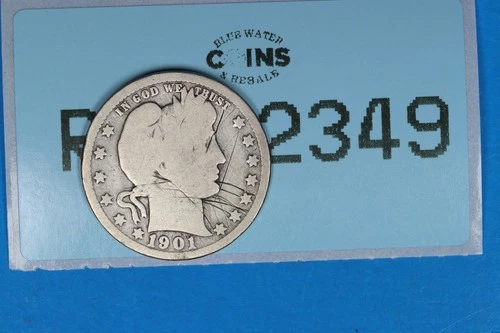 BLUE WATER
COINS
& RESALE
IN GOD WE TRUST
2349
1901